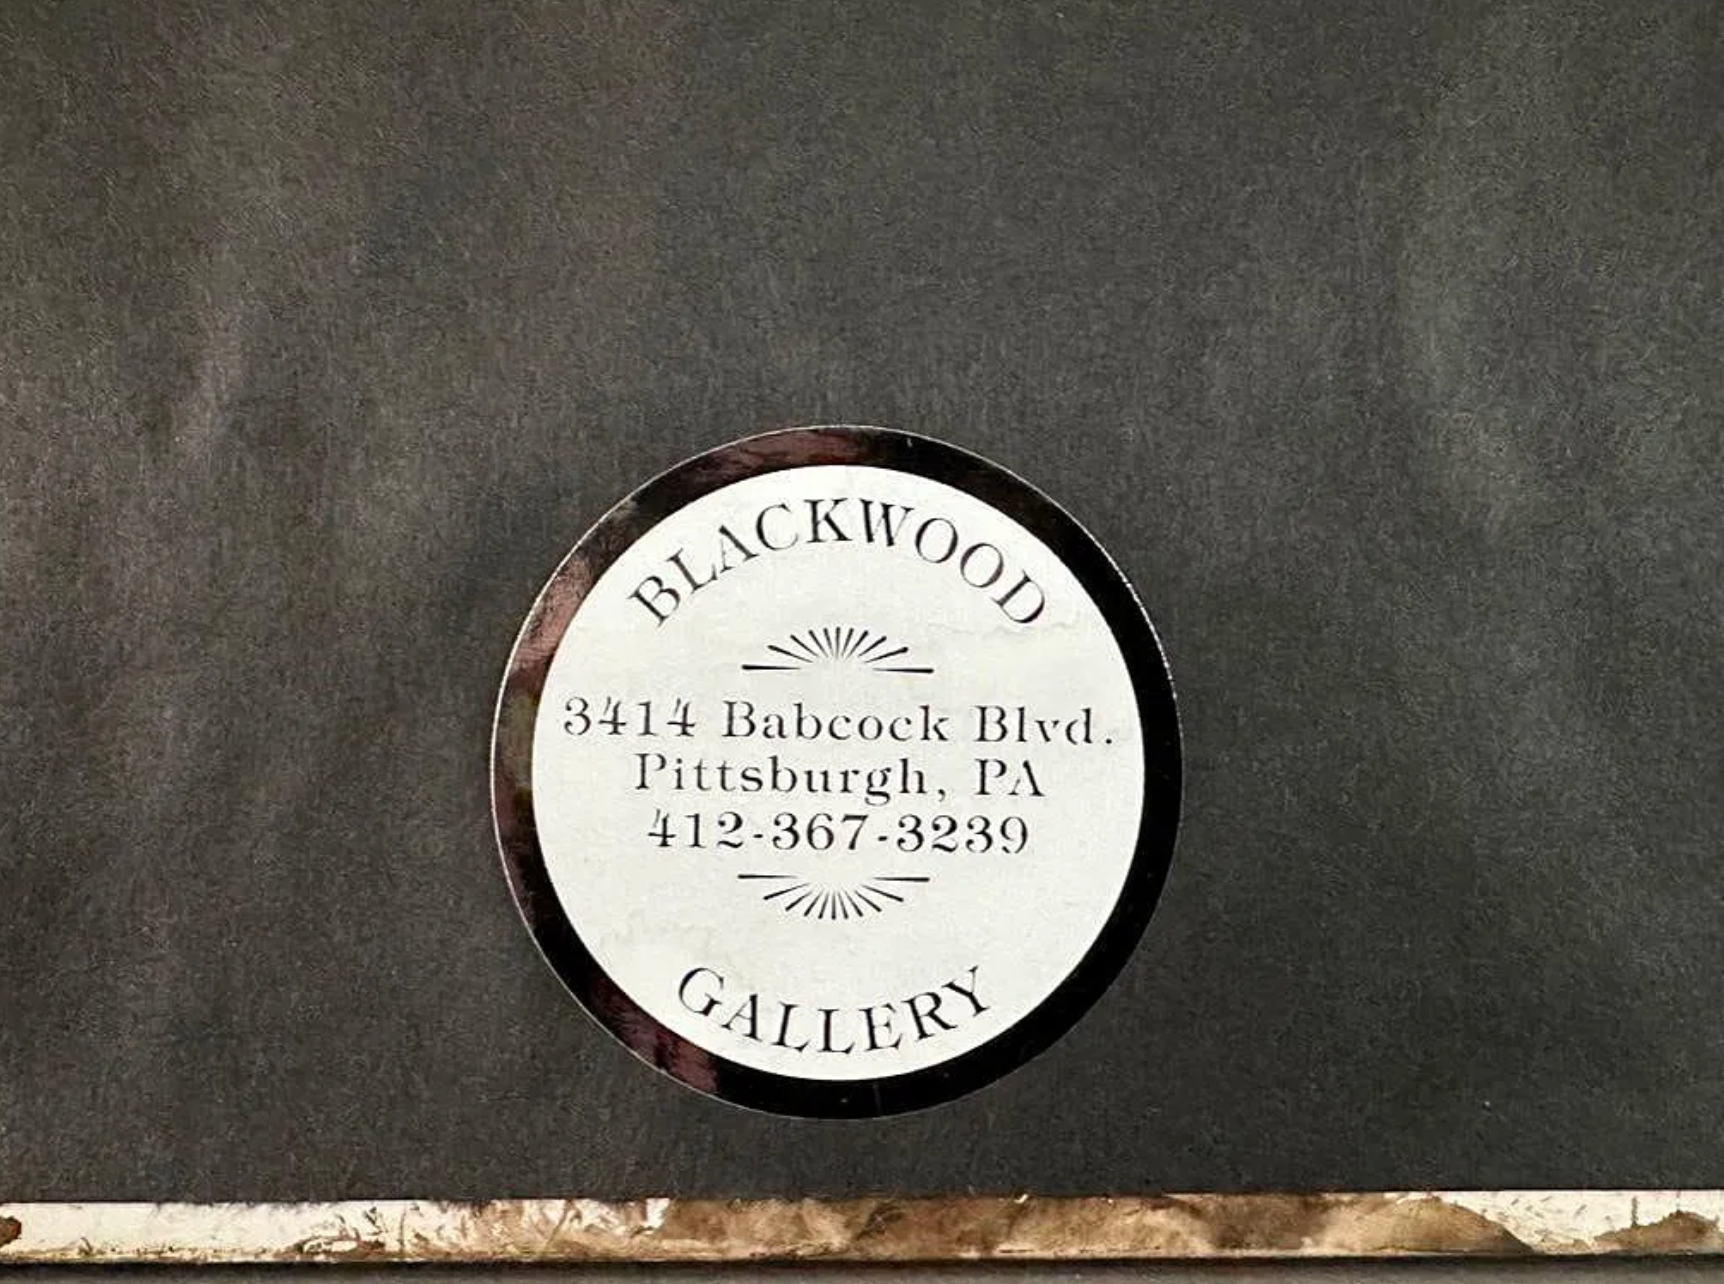 BLACKWOOD
3414 Babcock Blvd.
Pittsburgh, PA
412-367-3239
GALLERY